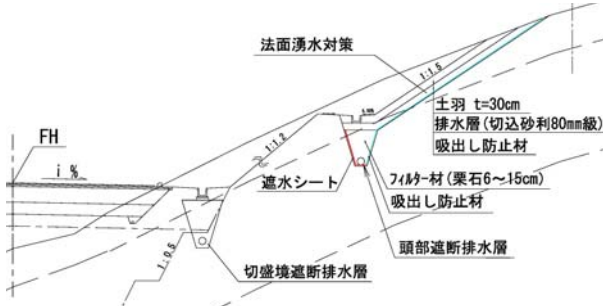 法面湧水対策
1:1.5
土羽 t=30cm
排水層(切込砂利80mm級)
吸出し防止材
FH
i %
1:1.2
遮水シート
フィルター材(栗石6~15cm)
吸出し防止材
頭部遮断排水層
切盛境遮断排水層
1:0.5